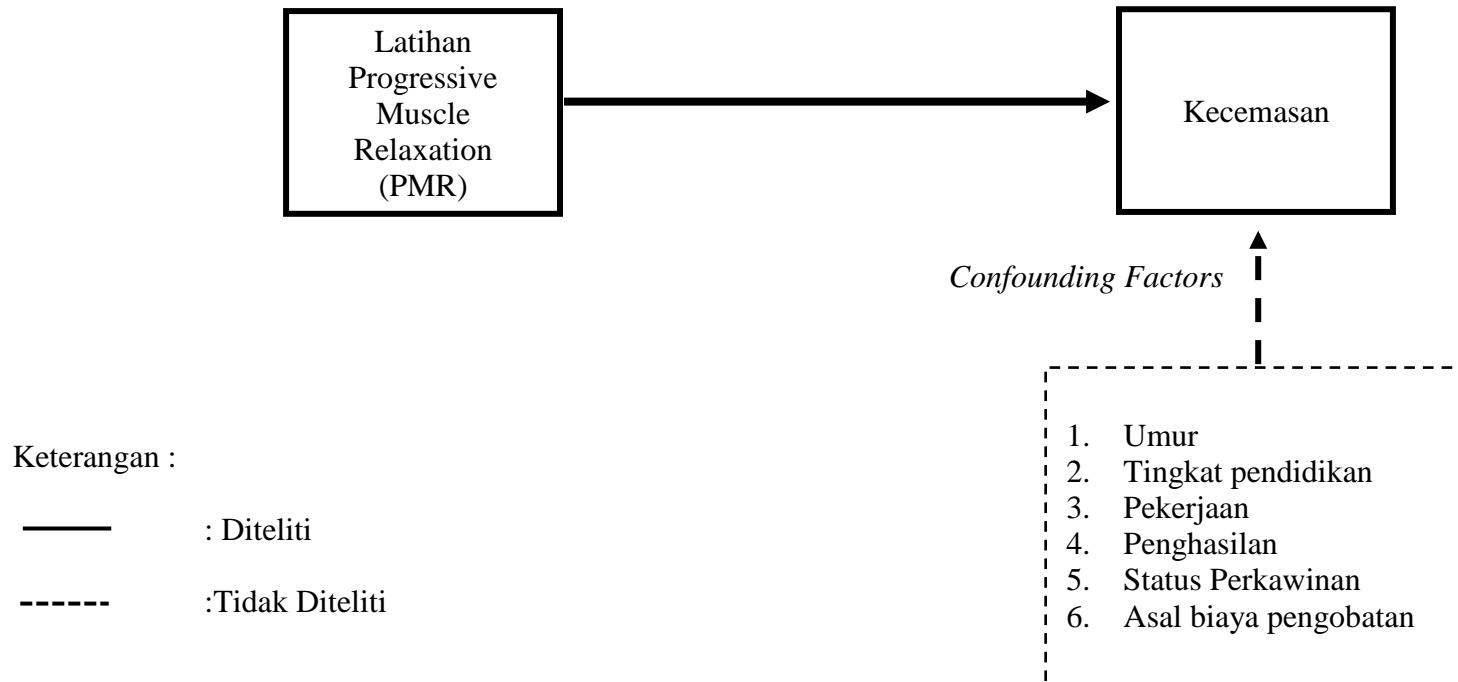 Latihan
Progressive
Muscle
Relaxation
(PMR)
Kecemasan
Confounding Factors
1. Umur
2. Tingkat pendidikan
3. Pekerjaan
4. Penghasilan
5. Status Perkawinan
6. Asal biaya pengobatan
Keterangan :
: Diteliti
:Tidak Diteliti